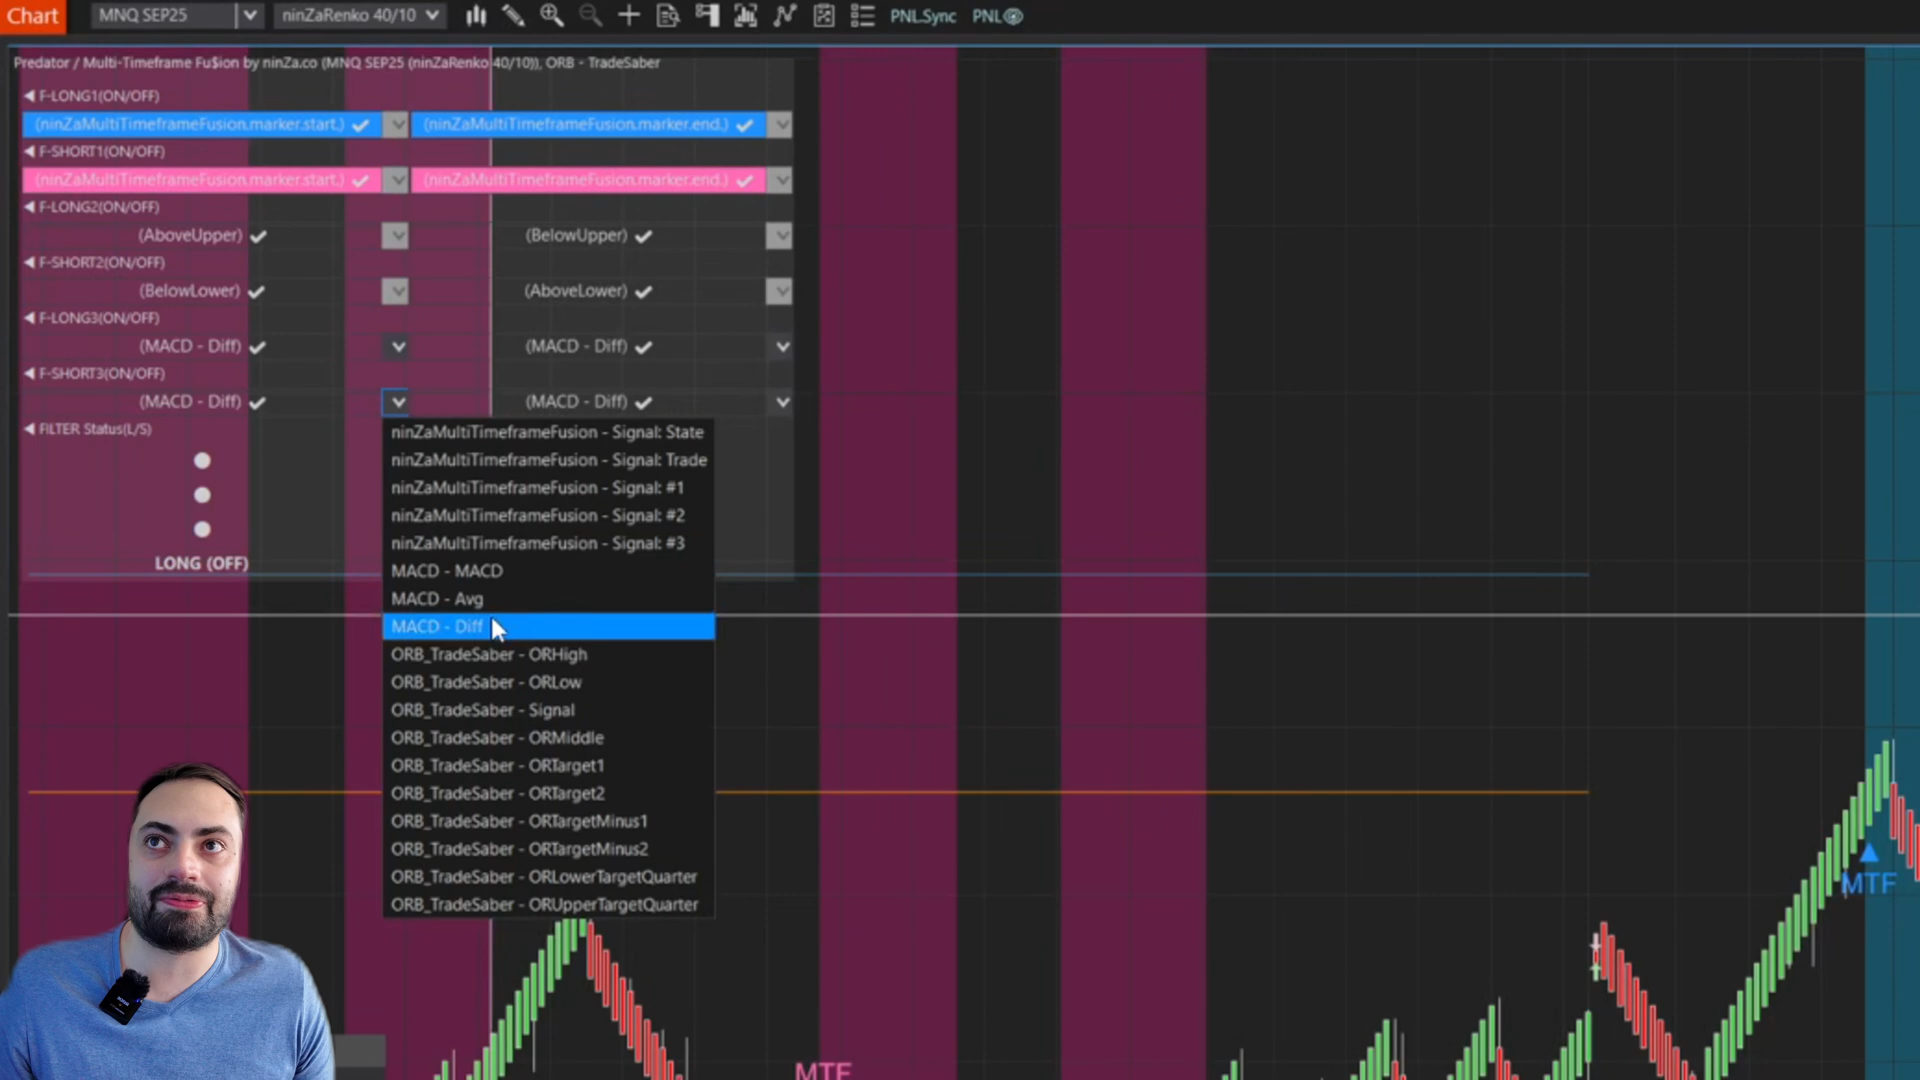 Chart MNQ SEP25 ninZaRenko 40/10 PNL.Sync PNL
Predator / Multi-Timeframe Fu$ion by ninZa.co (MNQ SEP25 (ninZaRenko 40/10)), ORB - TradeSaber
F-LONG1(ON/OFF)
(ninZaMultiTimeframeFusion.marker.start.) (ninZaMultiTimeframeFusion.marker.end.)
F-SHORT1(ON/OFF)
(ninZaMultiTimeframeFusion.marker.start.) (ninZaMultiTimeframeFusion.marker.end.)
F-LONG2(ON/OFF)
(AboveUpper) (BelowUpper)
F-SHORT2(ON/OFF)
(BelowLower) (AboveLower)
F-LONG3(ON/OFF)
(MACD - Diff) (MACD - Diff)
F-SHORT3(ON/OFF)
(MACD - Diff) (MACD - Diff)
FILTER Status(L/S)
LONG (OFF)
ninZaMultiTimeframeFusion - Signal: State
ninZaMultiTimeframeFusion - Signal: Trade
ninZaMultiTimeframeFusion - Signal: #1
ninZaMultiTimeframeFusion - Signal: #2
ninZaMultiTimeframeFusion - Signal: #3
MACD - MACD
MACD - Avg
MACD - Diff
ORB_TradeSaber - ORHigh
ORB_TradeSaber - ORLow
ORB_TradeSaber - Signal
ORB_TradeSaber - ORMiddle
ORB_TradeSaber - ORTarget1
ORB_TradeSaber - ORTarget2
ORB_TradeSaber - ORTargetMinus1
ORB_TradeSaber - ORTargetMinus2
ORB_TradeSaber - ORLowerTargetQuarter
ORB_TradeSaber - ORUpperTargetQuarter
MTF
MTF